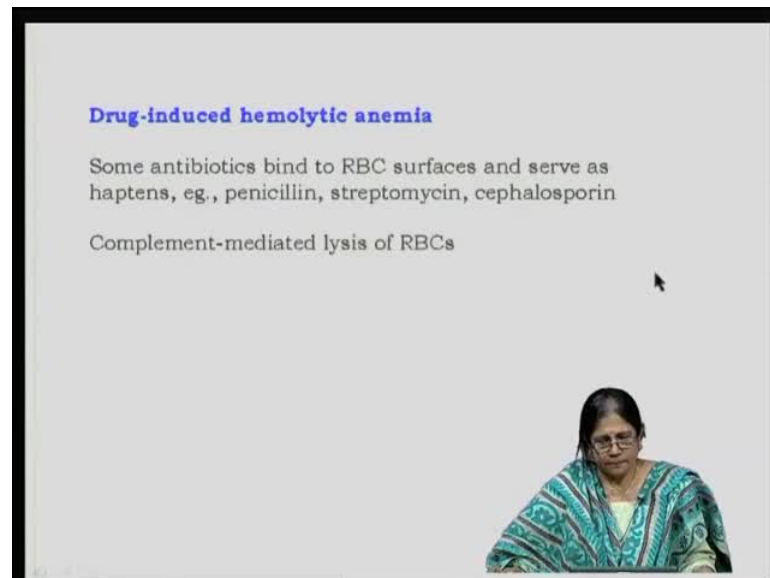 Drug-induced hemolytic anemia
Some antibiotics bind to RBC surfaces and serve as
haptens, eg., penicillin, streptomycin, cephalosporin
Complement-mediated lysis of RBCs